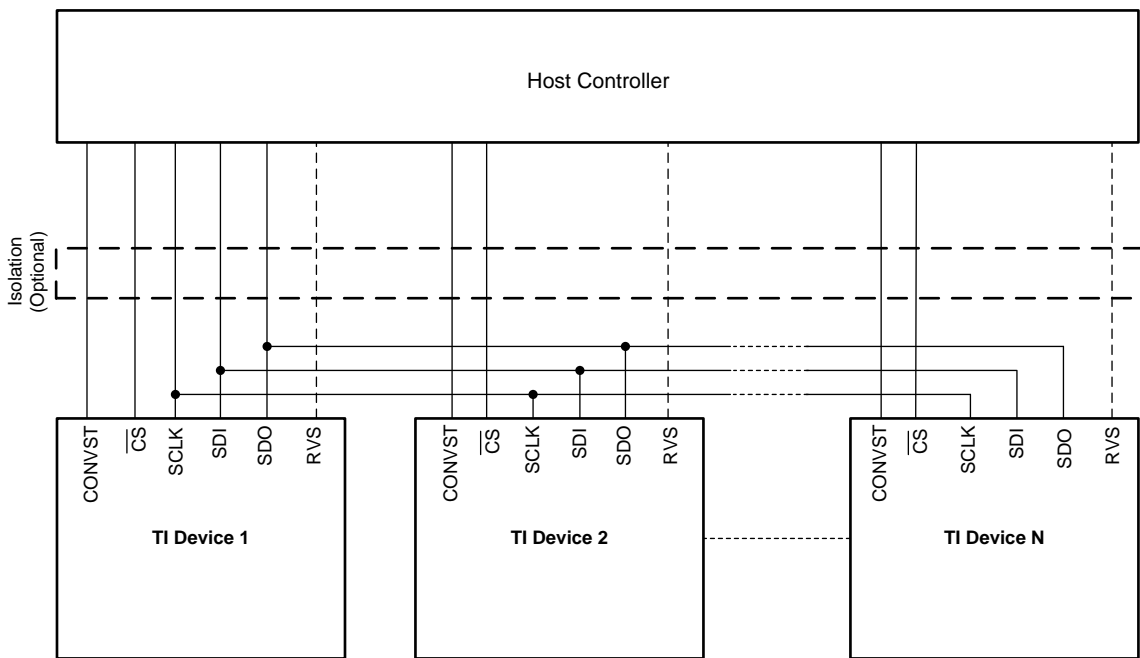 Host Controller
Isolation
(Optional)
CONVST
CS
SCLK
SDI
SDO
RVS
CONVST
CS
SCLK
SDI
SDO
RVS
CONVST
CS
SCLK
SDI
SDO
RVS
TI Device 1
TI Device 2
TI Device N